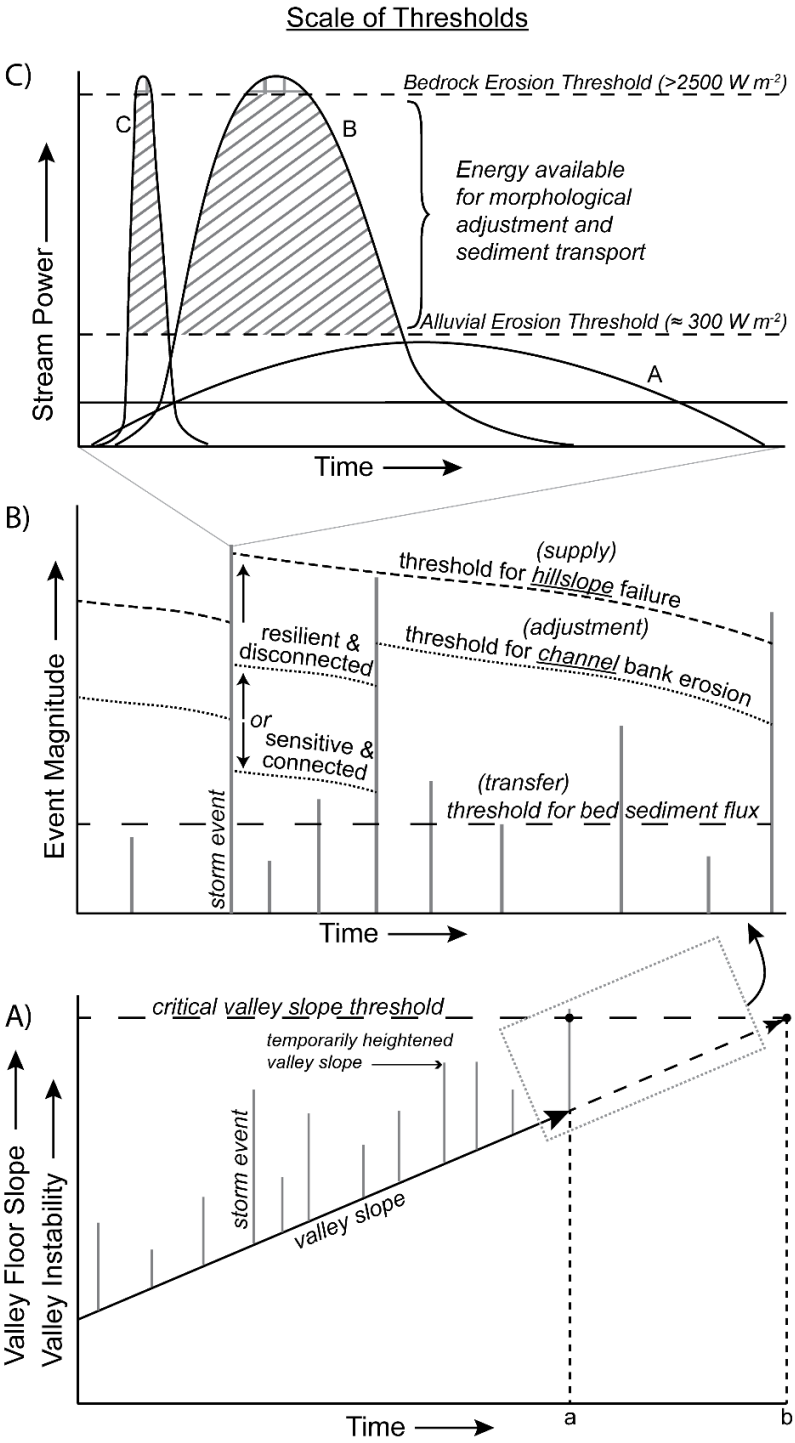 Scale of Thresholds
C)
Bedrock Erosion Threshold (>2500 W m⁻²)
C
B
Energy available
for morphological
adjustment and
sediment transport
Alluvial Erosion Threshold (≈ 300 W m⁻²)
A
Stream Power
Time
B)
(supply)
threshold for hillslope failure
(adjustment)
threshold for channel bank erosion
resilient &
disconnected
or
sensitive &
connected
(transfer)
threshold for bed sediment flux
storm event
Event Magnitude
Time
A)
critical valley slope threshold
temporarily heightened
valley slope
storm event
valley slope
Valley Floor Slope
Valley Instability
Time
a
b